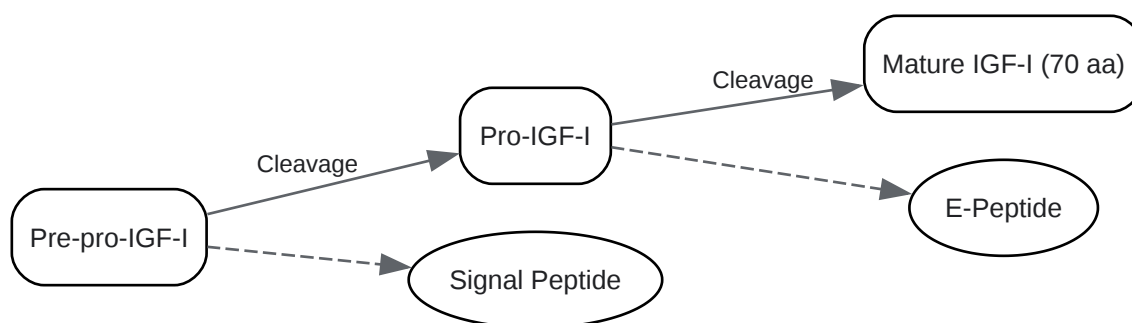 Mature IGF-I (70 aa)
Cleavage
Pro-IGF-I
Cleavage
E-Peptide
Pre-pro-IGF-I
Signal Peptide